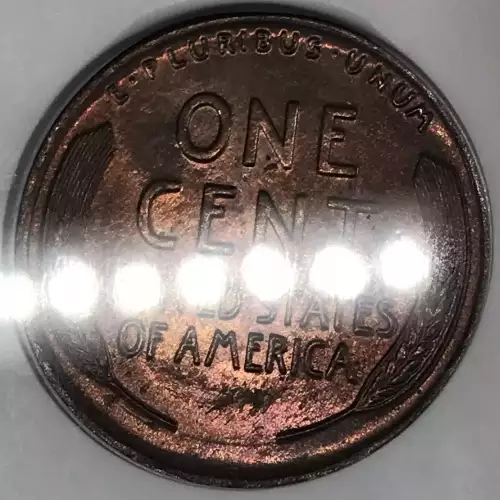 E·PLURIBUS·UNUM
ONE
CENT
STATES
OF AMERICA